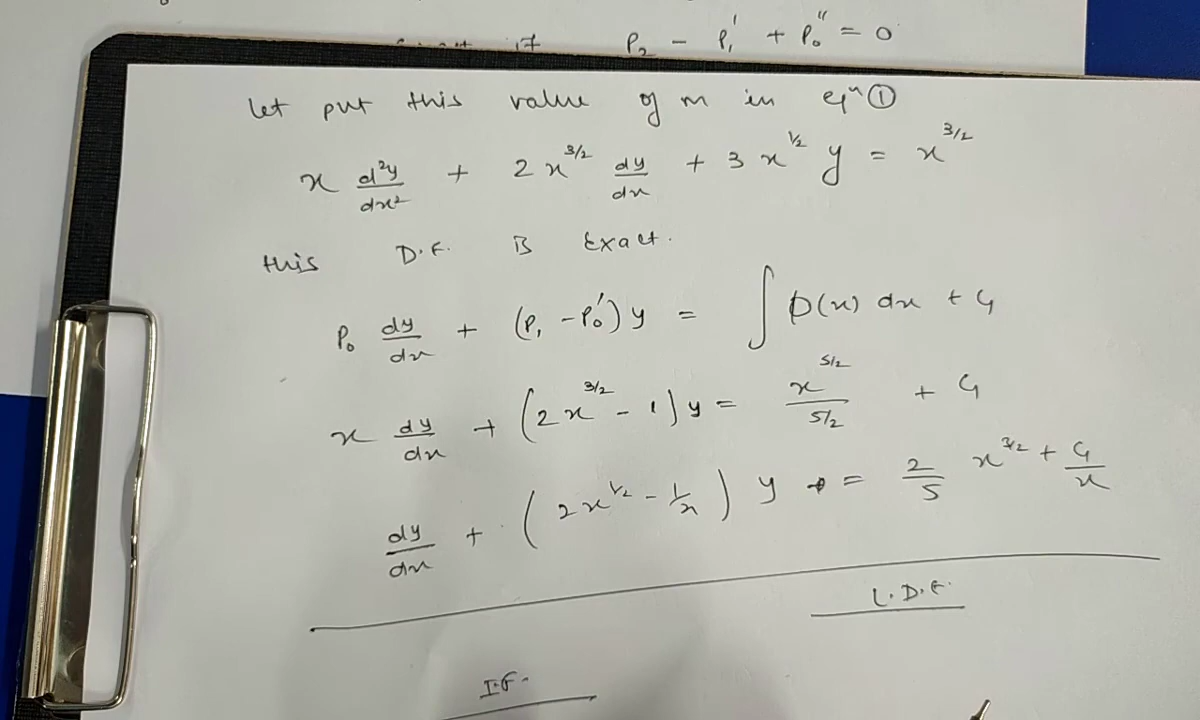 if P₂ - P₁' + P₀'' = 0
let put this value of m in eqⁿ ①
x d²y/dx² + 2x^3/2 dy/dx + 3x^1/2 y = x^3/2
this D.E. is Exact.
P₀ dy/dx + (P₁ - P₀')y = ∫ Φ(x) dx + C₁
x dy/dx + (2x^3/2 - 1)y = x^5/2 / 5/2 + C₁
dy/dx + (2x^1/2 - 1/x) y = 2/5 x^3/2 + C₁/x
L.D.E.
I.F.